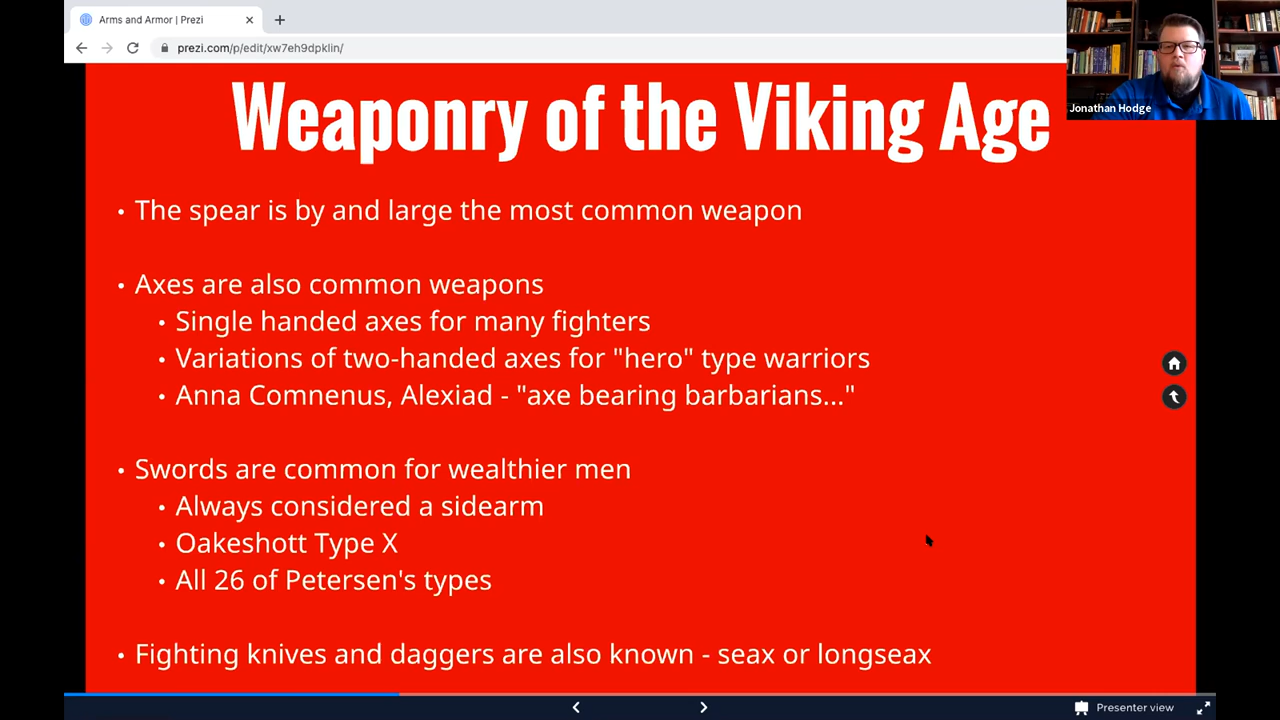 Arms and Armor | Prezi
prezi.com/p/edit/xw7eh9dpklin/
Jonathan Hodge
Weaponry of the Viking Age
• The spear is by and large the most common weapon
• Axes are also common weapons
• Single handed axes for many fighters
• Variations of two-handed axes for "hero" type warriors
• Anna Comnenus, Alexiad - "axe bearing barbarians..."
• Swords are common for wealthier men
• Always considered a sidearm
• Oakeshott Type X
• All 26 of Petersen's types
• Fighting knives and daggers are also known - seax or longseax
Presenter view